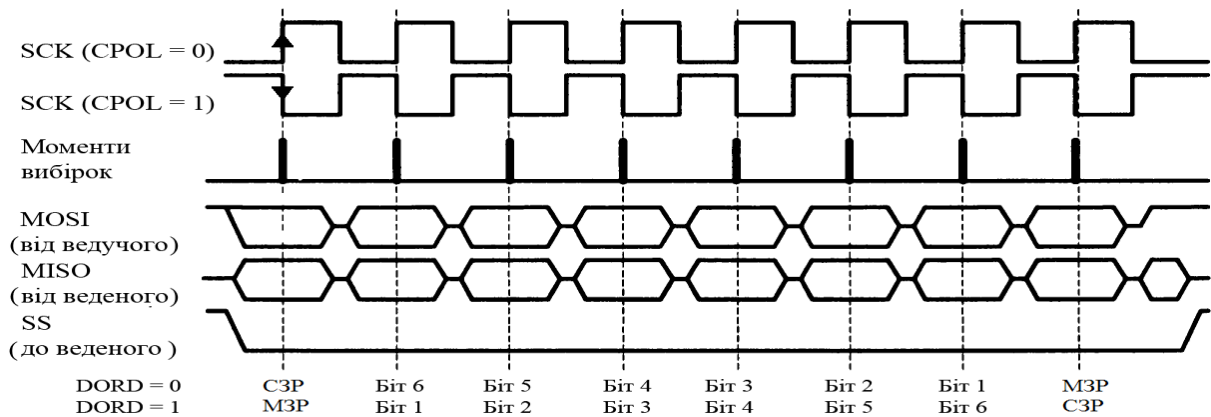 SCK (CPOL = 0)
SCK (CPOL = 1)
Моменти
вибірок
MOSI
(від ведучого)
MISO
(від веденого)
SS
( до веденого )
DORD = 0 СЗР Біт 6 Біт 5 Біт 4 Біт 3 Біт 2 Біт 1 МЗР
DORD = 1 МЗР Біт 1 Біт 2 Біт 3 Біт 4 Біт 5 Біт 6 СЗР